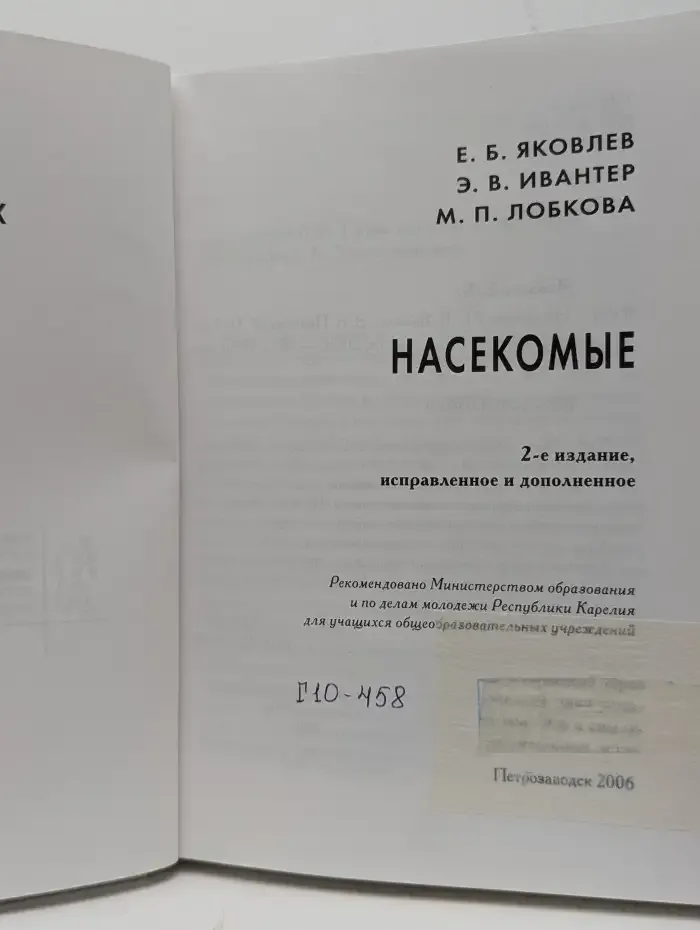 Е. Б. ЯКОВЛЕВ
Э. В. ИВАНТЕР
М. П. ЛОБКОВА
НАСЕКОМЫЕ
2-е издание,
исправленное и дополненное
Рекомендовано Министерством образования
и по делам молодежи Республики Карелия
для учащихся общеобразовательных учреждений
Г10-458
Петрозаводск 2006